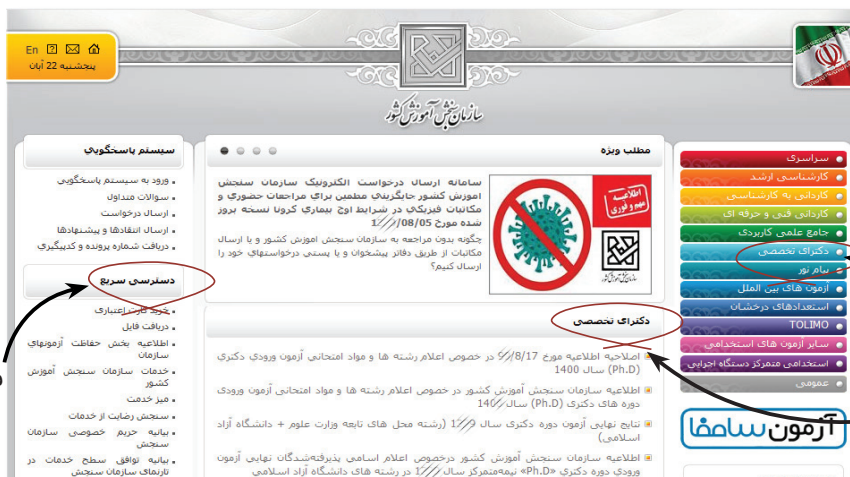 En
پنجشنبه 22 آبان
سازمان سنجش آموزش کشور
سراسری
کارشناسی ارشد
کاردانی به کارشناسی
کاردانی فنی و حرفه ای
جامع علمی کاربردی
دکترای تخصصی
پیام نور
آزمون های بین الملل
استعدادهای درخشان
TOLIMO
سایر آزمون های استخدامی
استخدامی متمرکز دستگاه اجرایی
عمومی
آزمون سامفا
مطلب ویژه
سامانه ارسال درخواست الکترونیک سازمان سنجش
آموزش کشور جایگزینی مطمئن برای مراجعات حضوری و
مکاتبات فیزیکی در شرایط اوج بیماری کرونا نسخه بروز
شده مورخ 08/05/
چگونه بدون مراجعه به سازمان سنجش آموزش کشور و یا ارسال
مکاتبات از طریق دفاتر پیشخوان و یا پستی درخواستهای خود را
ارسال کنیم؟
اطلاعیه
مهم و فوری
سازمان سنجش آموزش کشور
دکترای تخصصی
اصلاحیه اطلاعیه مورخ 8/17/ در خصوص اعلام رشته ها و مواد امتحانی آزمون ورودی دکتری
(Ph.D) سال 1400
اطلاعیه سازمان سنجش آموزش کشور در خصوص اعلام رشته ها و مواد امتحانی آزمون ورودی
دوره های دکتری (Ph.D) سال
نتایج نهایی آزمون دوره دکتری سال (رشته محل های تابعه وزارت علوم + دانشگاه آزاد
اسلامی)
اطلاعیه سازمان سنجش آموزش کشور درخصوص اعلام اسامی پذیرفته‌شدگان نهایی آزمون
ورودی دوره دکتری «Ph.D» نیمه‌متمرکز سال در رشته های دانشگاه آزاد اسلامی
سیستم پاسخگویی
ورود به سیستم پاسخگویی
سوالات متداول
ارسال درخواست
ارسال انتقادها و پیشنهادها
دریافت شماره پرونده و کدپیگیری
دسترسی سریع
خرید کارت اعتباری
دریافت فایل
اطلاعیه بخش حفاظت آزمونهای
سازمان
خدمات سازمان سنجش آموزش
کشور
میز خدمت
سنجش رضایت از خدمات
بیانیه حریم خصوصی سازمان
سنجش
بیانیه توافق سطح خدمات در
تارنمای سازمان سنجش